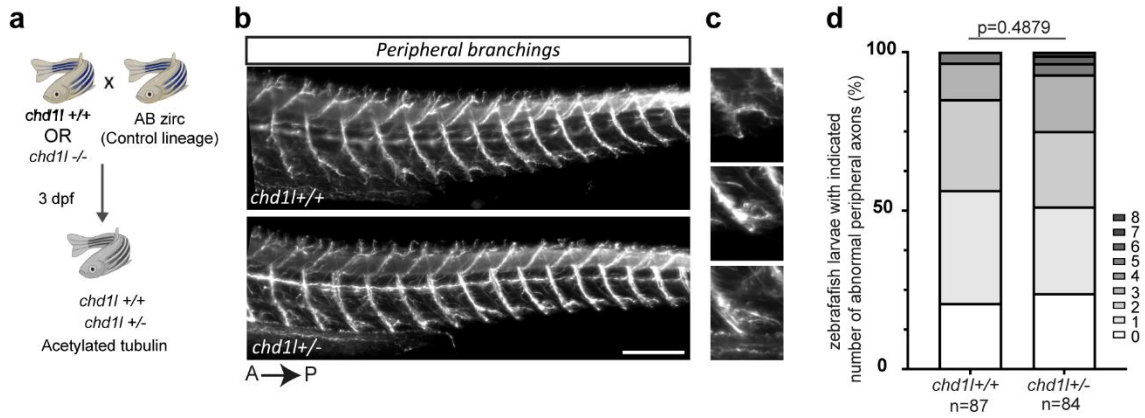 a
b
c
d
chd1l +/+
OR
chd1l -/-
X
AB zirc
(Control lineage)
3 dpf
chd1l +/+
chd1l +/-
Acetylated tubulin
Peripheral branchings
chd1l+/+
chd1l+/-
A
P
p=0.4879
zebrafafish larvae with indicated
number of abnormal peripheral axons (%)
100
50
0
8
7
6
5
4
3
2
1
0
chd1l+/+
n=87
chd1l+/-
n=84